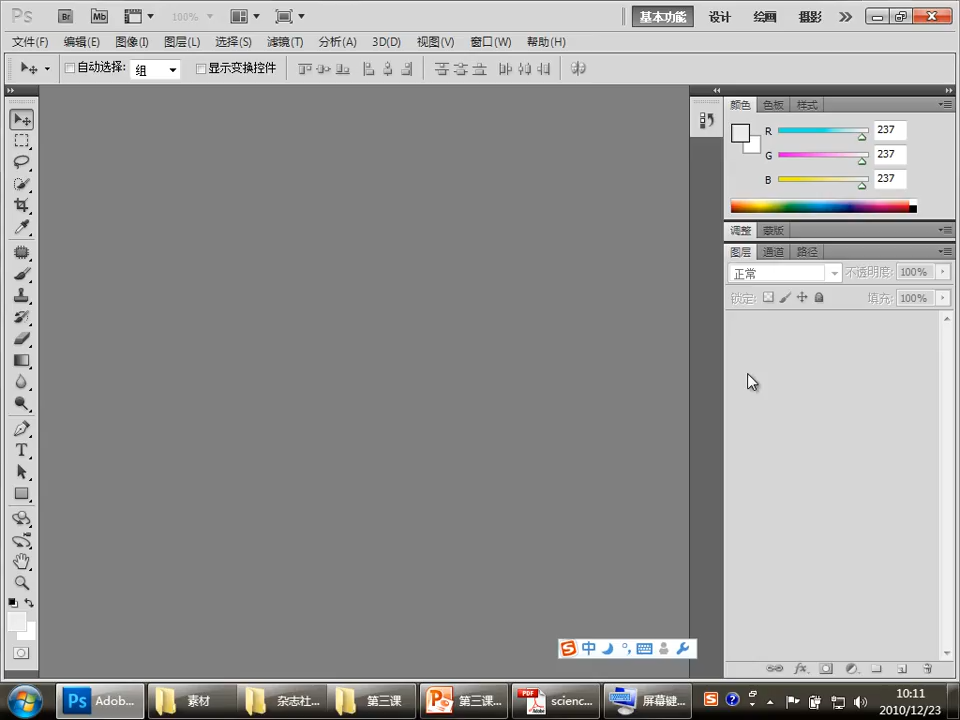 Ps Br Mb 100% 基本功能 设计 绘画 摄影
文件(F) 编辑(E) 图像(I) 图层(L) 选择(S) 滤镜(T) 分析(A) 3D(D) 视图(V) 窗口(W) 帮助(H)
自动选择: 组 显示变换控件
颜色 色板 样式
R 237
G 237
B 237
调整 蒙版
图层 通道 路径
正常 不透明度: 100%
锁定: 填充: 100%
T
fx
S 中
Ps Adob... 素材 杂志社... 第三课 第三课... PDF scienc... 屏幕键... S 10:11
2010/12/23